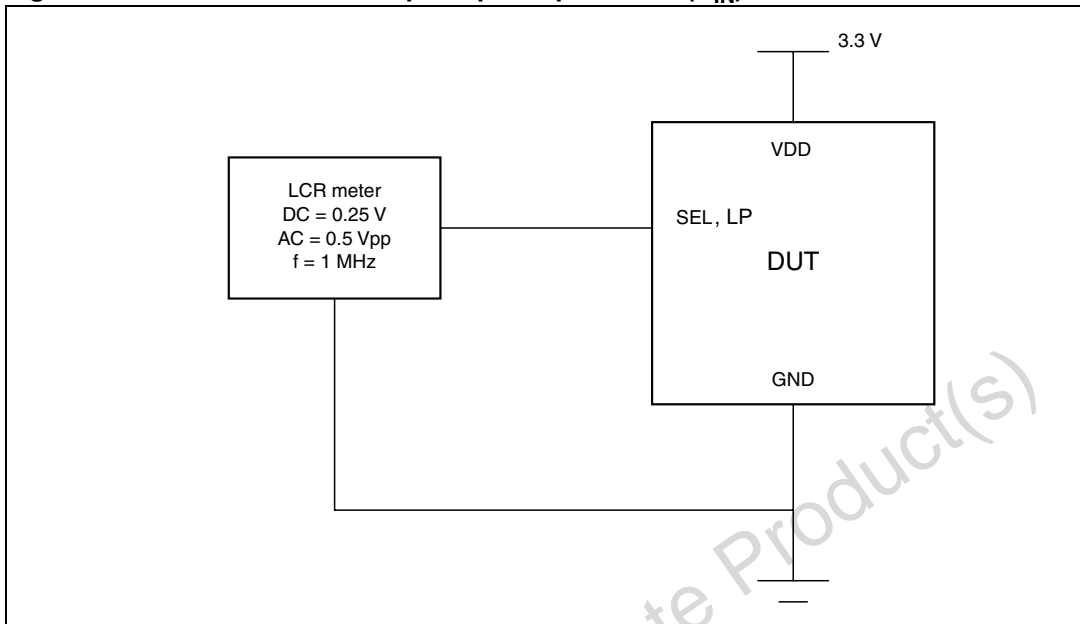 3.3 V
VDD
LCR meter
DC = 0.25 V
AC = 0.5 Vpp
f = 1 MHz
SEL, LP
DUT
GND
Product(s)